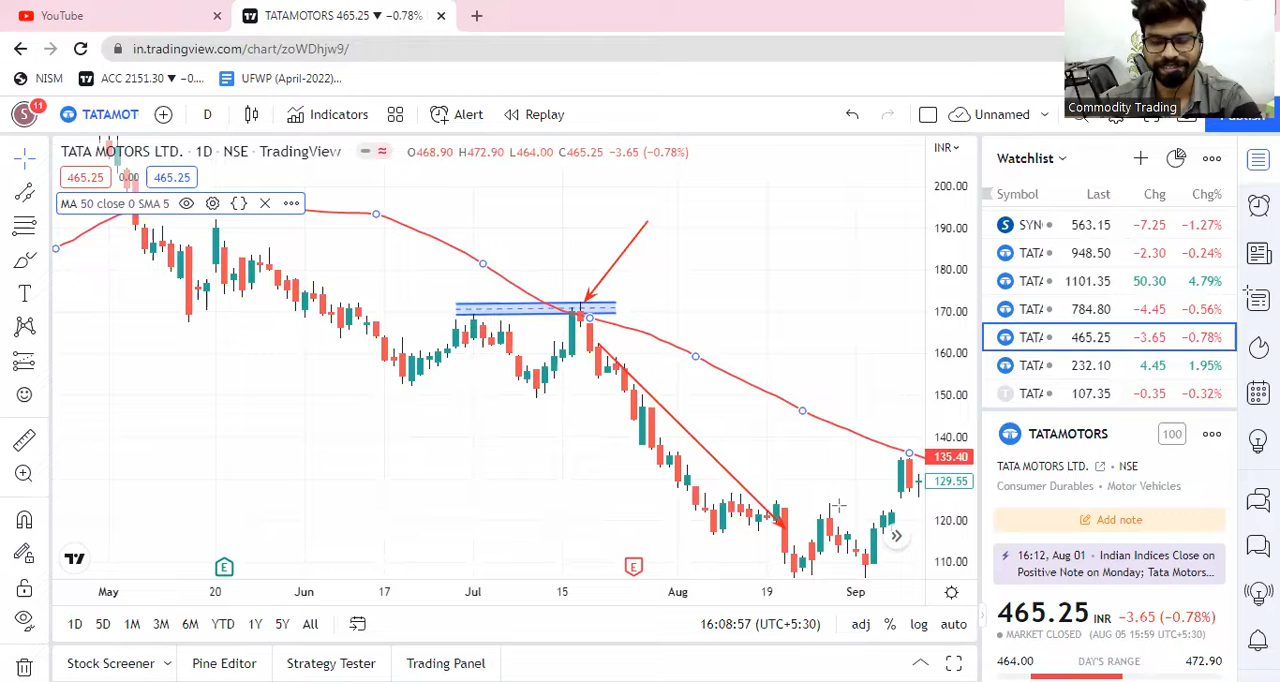 YouTube
TATAMOTORS 465.25 ▼ −0.78%
in.tradingview.com/chart/zoWDhjw9/
NISM
ACC 2151.30 ▼ −0....
UFWP (April-2022)...
Commodity Trading
S
11
TATAMOT
D
Indicators
Alert
Replay
Unnamed
TATA MOTORS LTD. · 1D · NSE · TradingView
O468.90 H472.90 L464.00 C465.25 −3.65 (−0.78%)
INR
465.25
0.00
465.25
MA 50 close 0 SMA 5
200.00
190.00
180.00
170.00
160.00
150.00
140.00
135.40
129.55
120.00
110.00
E
E
May
20
Jun
17
Jul
15
Aug
19
Sep
1D 5D 1M 3M 6M YTD 1Y 5Y All
16:08:57 (UTC+5:30)
adj % log auto
Stock Screener
Pine Editor
Strategy Tester
Trading Panel
Watchlist
Symbol Last Chg Chg%
SYN 563.15 −7.25 −1.27%
TATA 948.50 −2.30 −0.24%
TATA 1101.35 50.30 4.79%
TATA 784.80 −4.45 −0.56%
TATA 465.25 −3.65 −0.78%
TATA 232.10 4.45 1.95%
TATA 107.35 −0.35 −0.32%
TATAMOTORS
100
TATA MOTORS LTD. • NSE
Consumer Durables • Motor Vehicles
Add note
16:12, Aug 01 • Indian Indices Close on
Positive Note on Monday; Tata Motors...
465.25 INR −3.65 (−0.78%)
MARKET CLOSED (AUG 05 15:59 UTC+5:30)
464.00 DAY'S RANGE 472.90